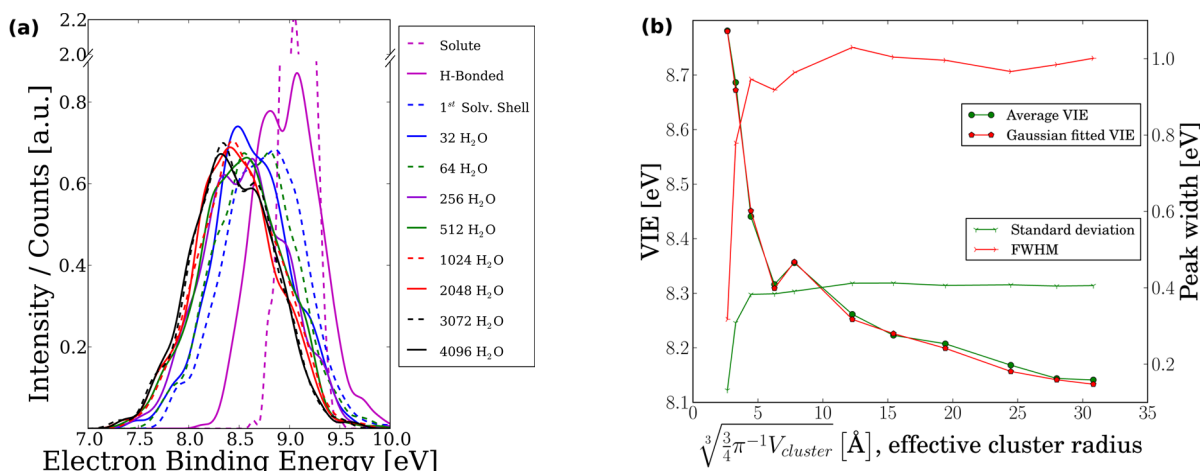 (a)
2.2
2.0
0.8
0.6
0.4
0.2
7.0 7.5 8.0 8.5 9.0 9.5 10.0
Intensity / Counts [a.u.]
Electron Binding Energy [eV]
Solute
H-Bonded
1st Solv. Shell
32 H2O
64 H2O
256 H2O
512 H2O
1024 H2O
2048 H2O
3072 H2O
4096 H2O
(b)
8.7
8.6
8.5
8.4
8.3
8.2
8.1
VIE [eV]
0 5 10 15 20 25 30 35
∛(3/4 π⁻¹V_cluster) [Å], effective cluster radius
Average VIE
Gaussian fitted VIE
Standard deviation
FWHM
1.0
0.8
0.6
0.4
0.2
Peak width [eV]